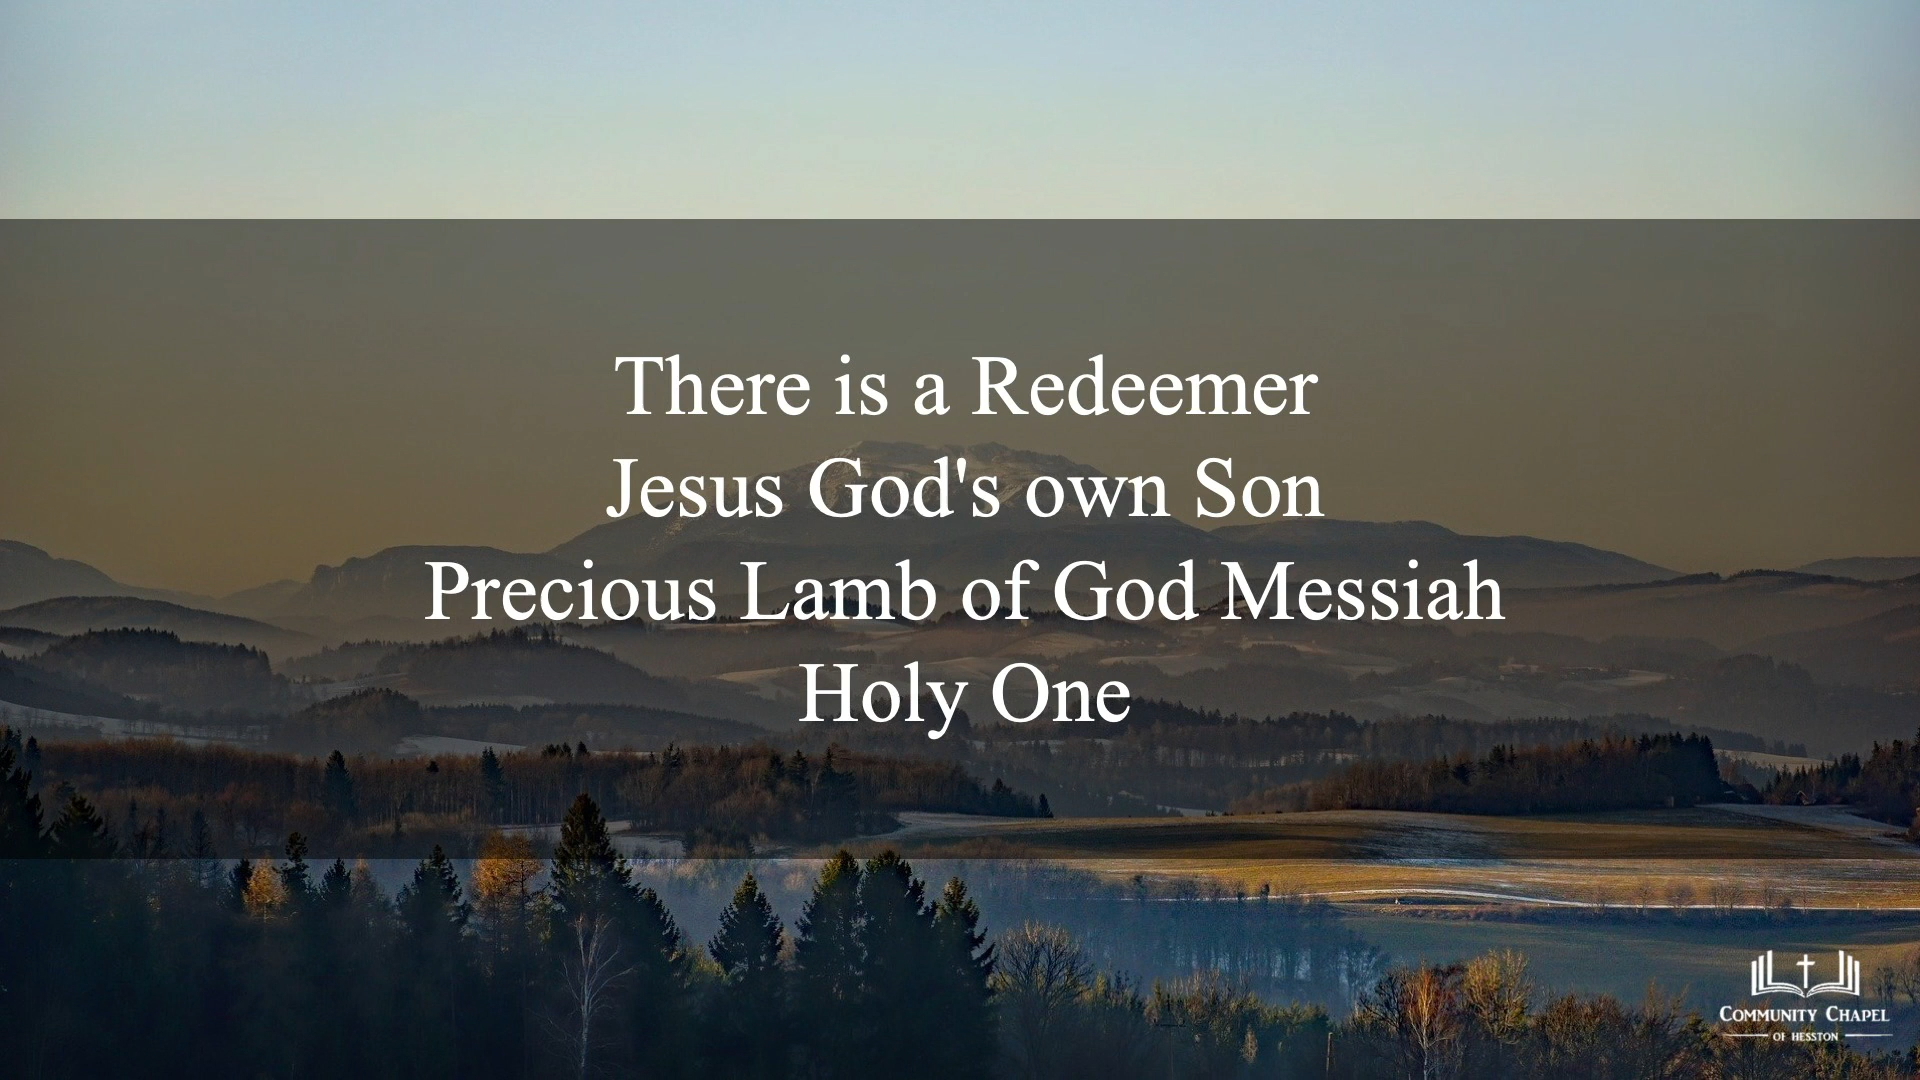 There is a Redeemer
Jesus God's own Son
Precious Lamb of God Messiah
Holy One
COMMUNITY CHAPEL
OF HESSTON